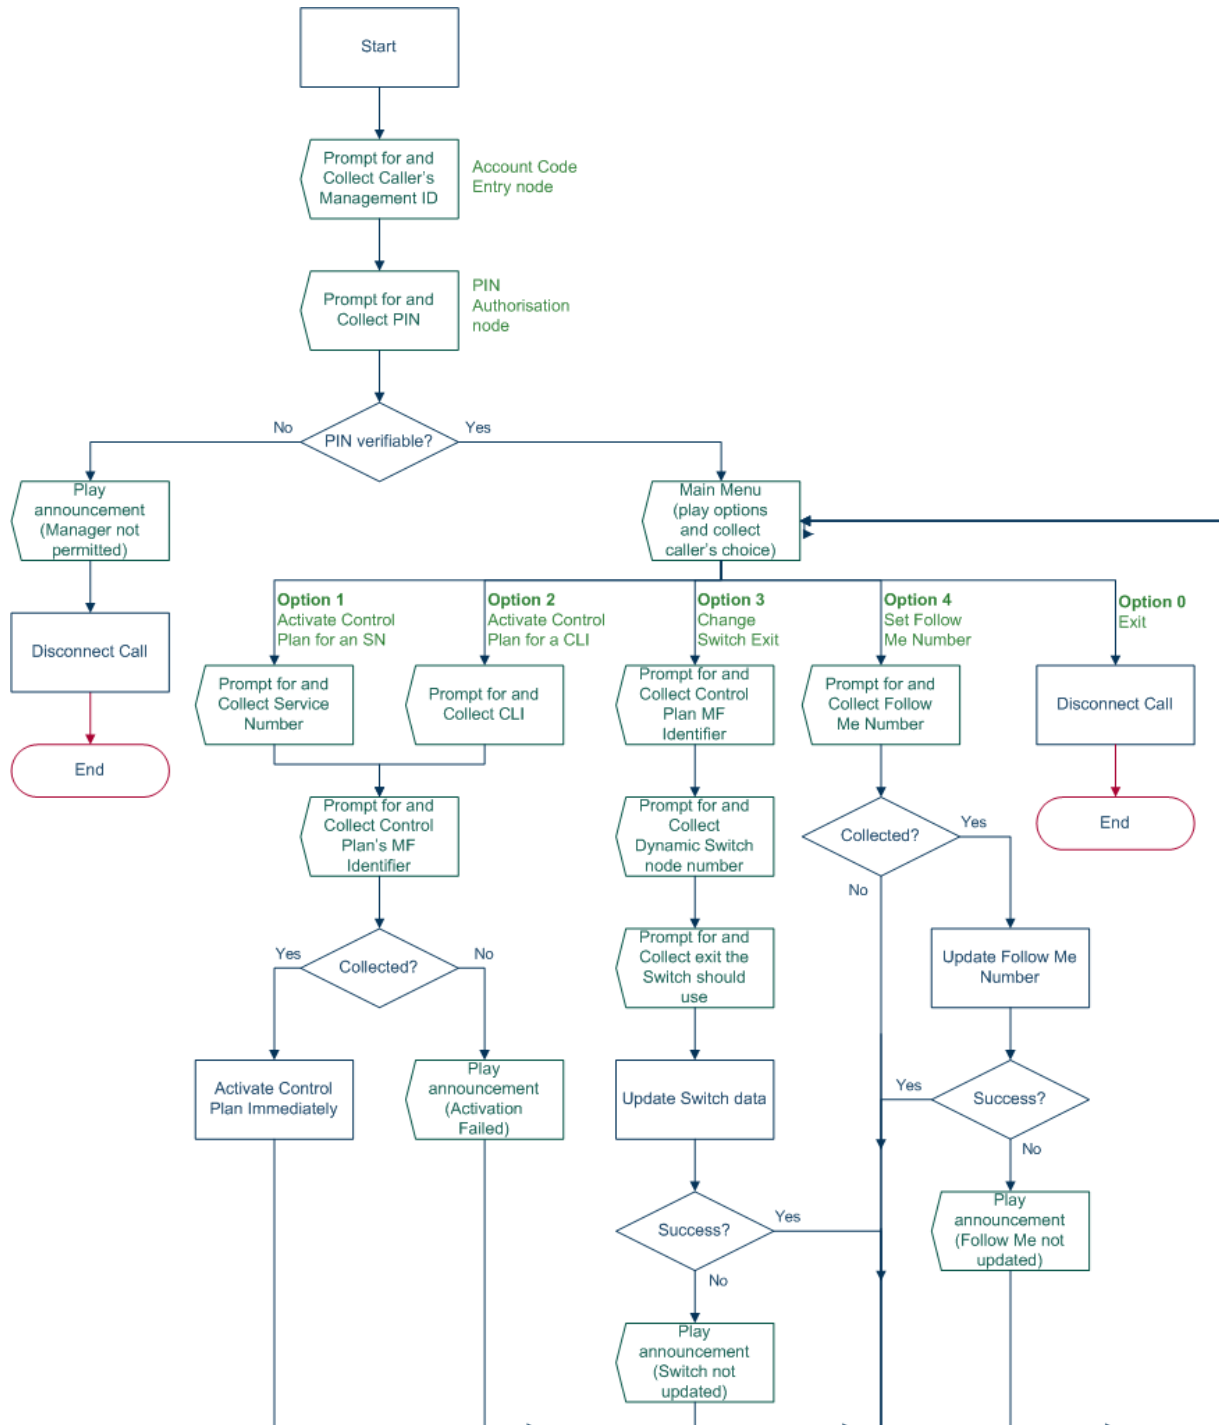 Start
Prompt for and
Collect Caller's
Management ID
Account Code
Entry node
Prompt for and
Collect PIN
PIN
Authorisation
node
No
PIN verifiable?
Yes
Play
announcement
(Manager not
permitted)
Main Menu
(play options
and collect
caller's choice)
Disconnect Call
End
Option 1
Activate Control
Plan for an SN
Option 2
Activate Control
Plan for a CLI
Option 3
Change
Switch Exit
Option 4
Set Follow
Me Number
Option 0
Exit
Prompt for and
Collect Service
Number
Prompt for and
Collect CLI
Prompt for and
Collect Control
Plan MF
Identifier
Prompt for and
Collect Follow
Me Number
Disconnect Call
End
Prompt for and
Collect Control
Plan's MF
Identifier
Prompt for and
Collect
Dynamic Switch
node number
Collected?
Yes
No
Yes
Collected?
No
Prompt for and
Collect exit the
Switch should
use
Update Follow Me
Number
Activate Control
Plan Immediately
Play
announcement
(Activation
Failed)
Update Switch data
Yes
Success?
No
Success?
Yes
No
Play
announcement
(Follow Me not
updated)
Play
announcement
(Switch not
updated)